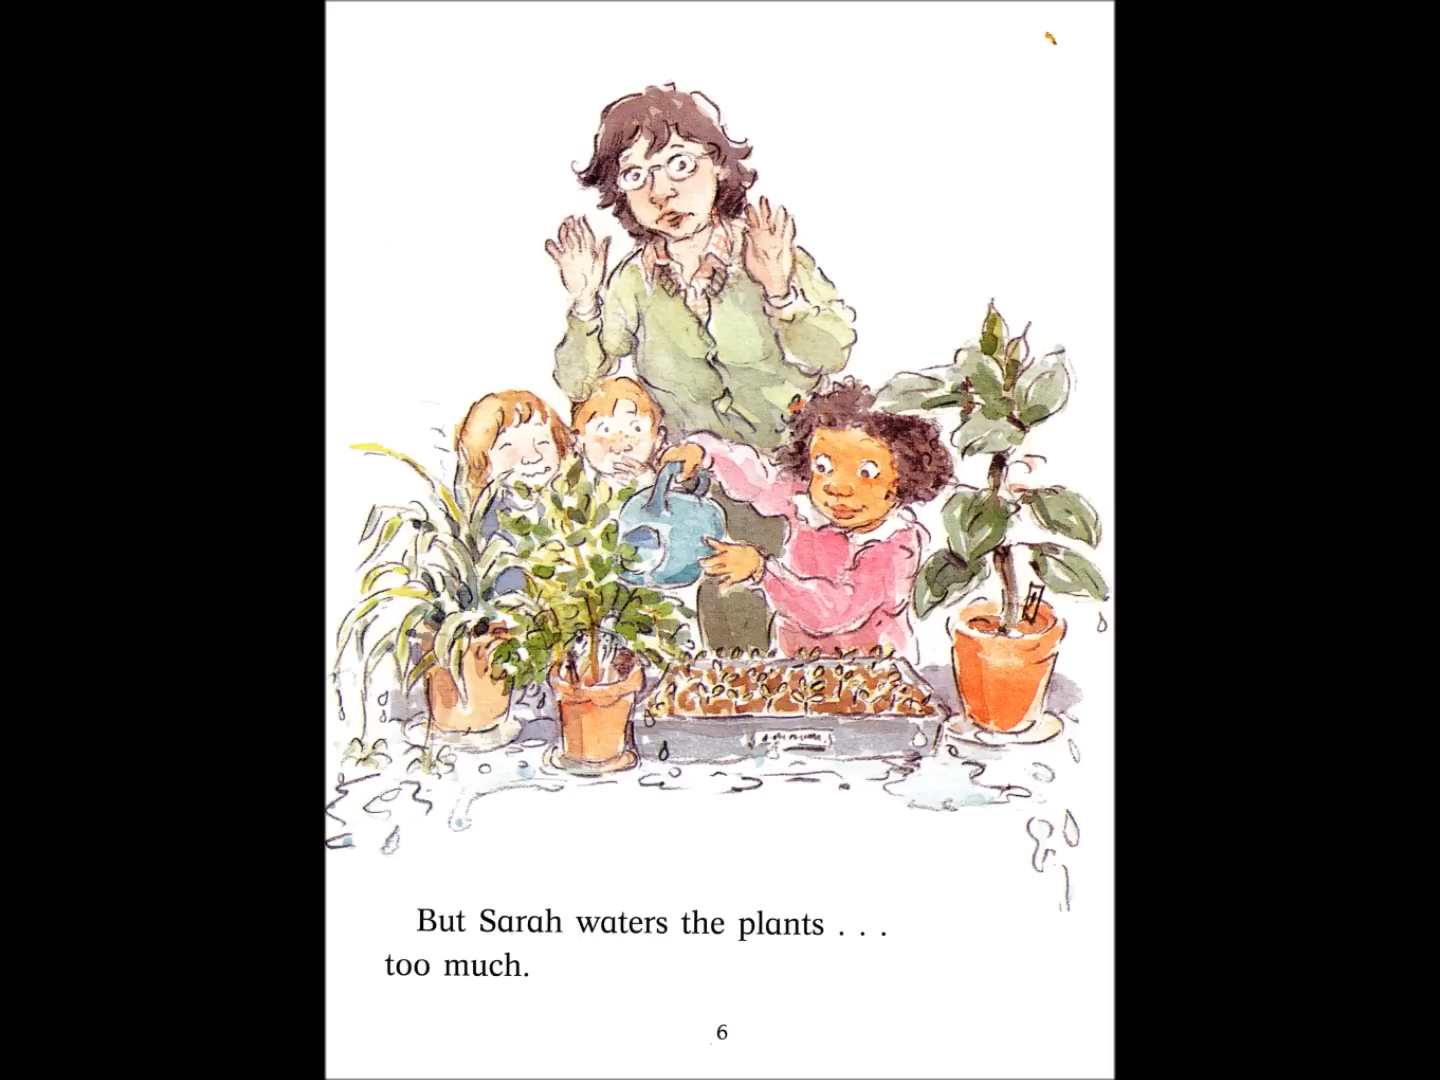 But Sarah waters the plants . . .
too much.
6